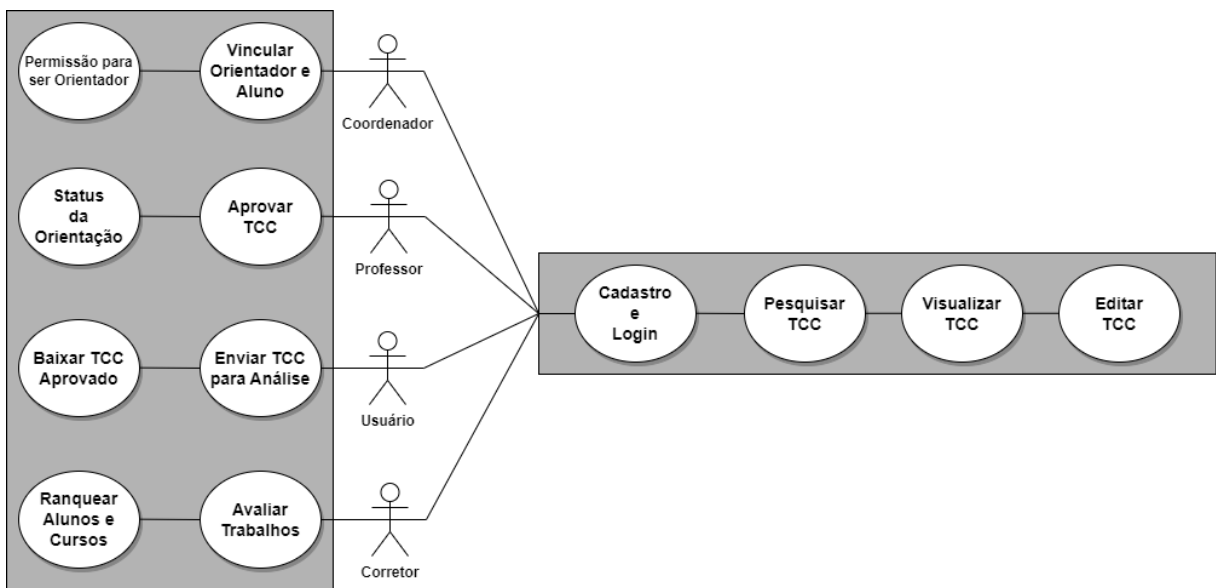 Permissão para
ser Orientador
Vincular
Orientador e
Aluno
Coordenador
Status
da
Orientação
Aprovar
TCC
Professor
Cadastro
e
Login
Pesquisar
TCC
Visualizar
TCC
Editar
TCC
Baixar TCC
Aprovado
Enviar TCC
para Análise
Usuário
Ranquear
Alunos e
Cursos
Avaliar
Trabalhos
Corretor